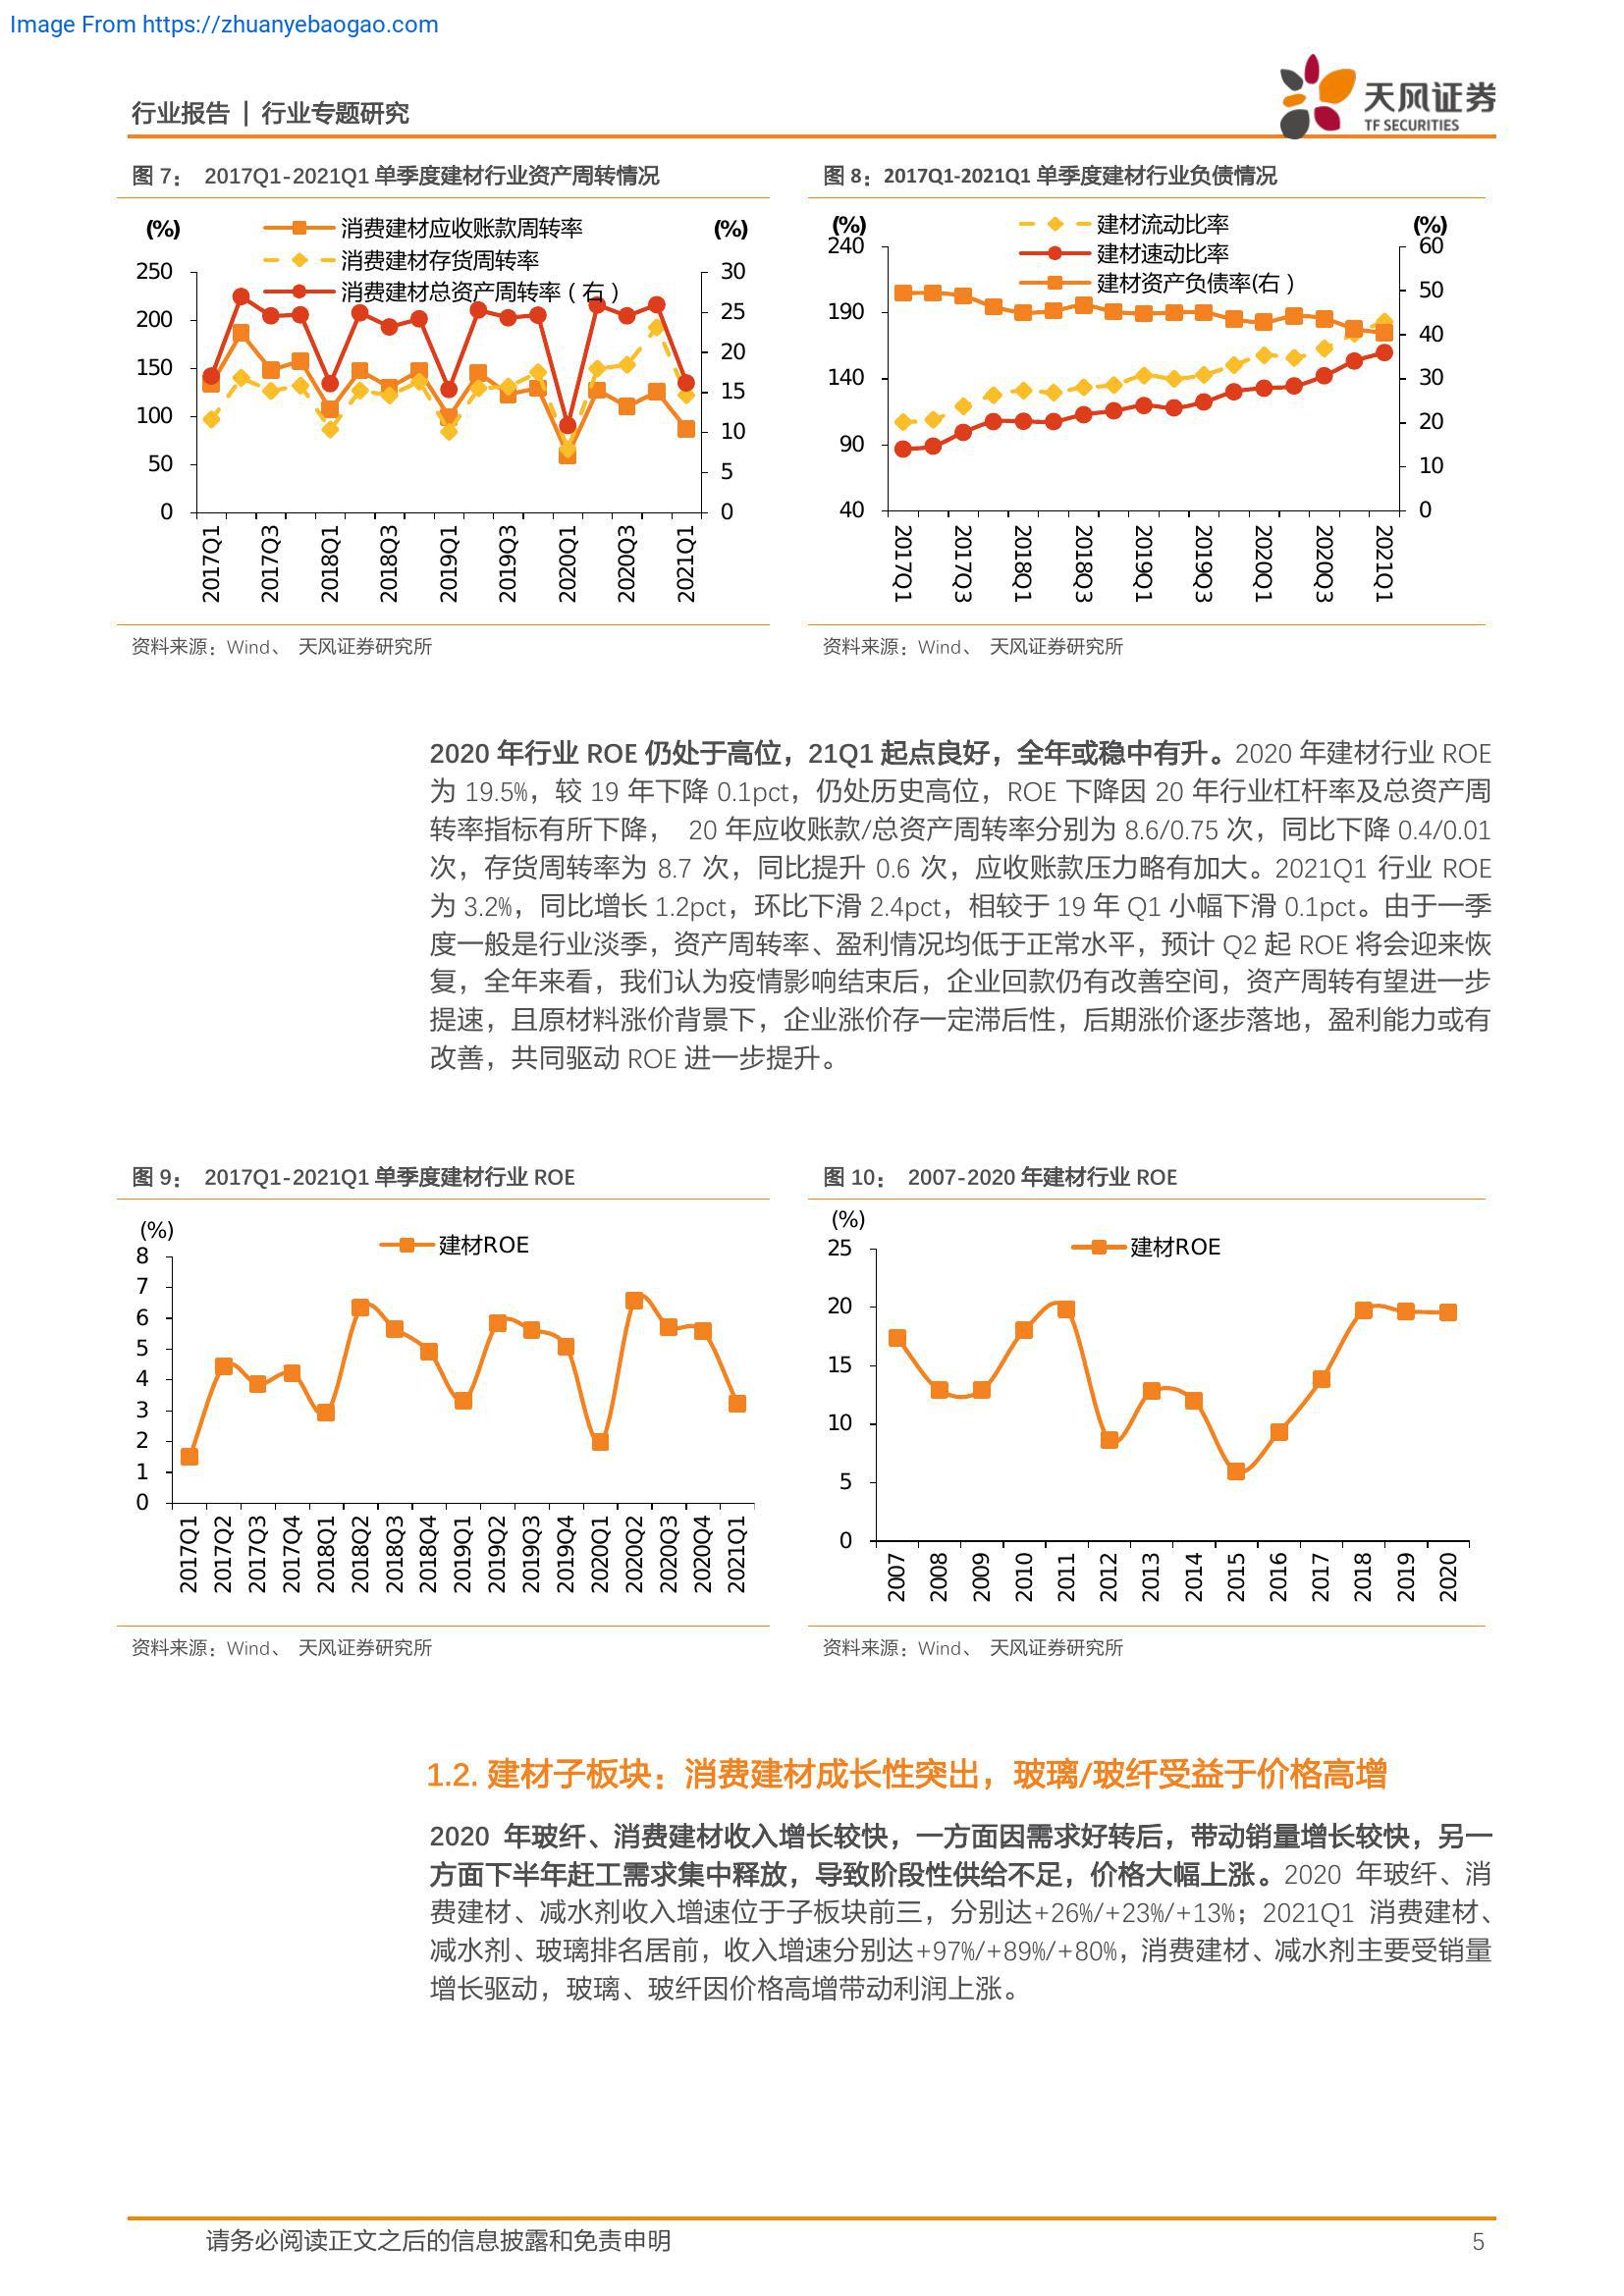 Image From https://zhuanyebaogao.com
行业报告 | 行业专题研究
天风证券
TF SECURITIES
图 7： 2017Q1-2021Q1 单季度建材行业资产周转情况
(%)
(%)
消费建材应收账款周转率
消费建材存货周转率
消费建材总资产周转率（右）
250
200
150
100
50
0
30
25
20
15
10
5
0
2017Q1
2017Q3
2018Q1
2018Q3
2019Q1
2019Q3
2020Q1
2020Q3
2021Q1
资料来源：Wind、 天风证券研究所
图 8：2017Q1-2021Q1 单季度建材行业负债情况
(%)
(%)
建材流动比率
建材速动比率
建材资产负债率(右）
240
190
140
90
40
60
50
40
30
20
10
0
2017Q1
2017Q3
2018Q1
2018Q3
2019Q1
2019Q3
2020Q1
2020Q3
2021Q1
资料来源：Wind、 天风证券研究所
2020 年行业 ROE 仍处于高位，21Q1 起点良好，全年或稳中有升。2020 年建材行业 ROE
为 19.5%，较 19 年下降 0.1pct，仍处历史高位，ROE 下降因 20 年行业杠杆率及总资产周
转率指标有所下降， 20 年应收账款/总资产周转率分别为 8.6/0.75 次，同比下降 0.4/0.01
次，存货周转率为 8.7 次，同比提升 0.6 次，应收账款压力略有加大。2021Q1 行业 ROE
为 3.2%，同比增长 1.2pct，环比下滑 2.4pct，相较于 19 年 Q1 小幅下滑 0.1pct。由于一季
度一般是行业淡季，资产周转率、盈利情况均低于正常水平，预计 Q2 起 ROE 将会迎来恢
复，全年来看，我们认为疫情影响结束后，企业回款仍有改善空间，资产周转有望进一步
提速，且原材料涨价背景下，企业涨价存一定滞后性，后期涨价逐步落地，盈利能力或有
改善，共同驱动 ROE 进一步提升。
图 9： 2017Q1-2021Q1 单季度建材行业 ROE
(%)
建材ROE
8
7
6
5
4
3
2
1
0
2017Q1
2017Q2
2017Q3
2017Q4
2018Q1
2018Q2
2018Q3
2018Q4
2019Q1
2019Q2
2019Q3
2019Q4
2020Q1
2020Q2
2020Q3
2020Q4
2021Q1
资料来源：Wind、 天风证券研究所
图 10： 2007-2020 年建材行业 ROE
(%)
建材ROE
25
20
15
10
5
0
2007
2008
2009
2010
2011
2012
2013
2014
2015
2016
2017
2018
2019
2020
资料来源：Wind、 天风证券研究所
1.2. 建材子板块：消费建材成长性突出，玻璃/玻纤受益于价格高增
2020 年玻纤、消费建材收入增长较快，一方面因需求好转后，带动销量增长较快，另一
方面下半年赶工需求集中释放，导致阶段性供给不足，价格大幅上涨。2020 年玻纤、消
费建材、减水剂收入增速位于子板块前三，分别达+26%/+23%/+13%；2021Q1 消费建材、
减水剂、玻璃排名居前，收入增速分别达+97%/+89%/+80%，消费建材、减水剂主要受销量
增长驱动，玻璃、玻纤因价格高增带动利润上涨。
请务必阅读正文之后的信息披露和免责申明
5